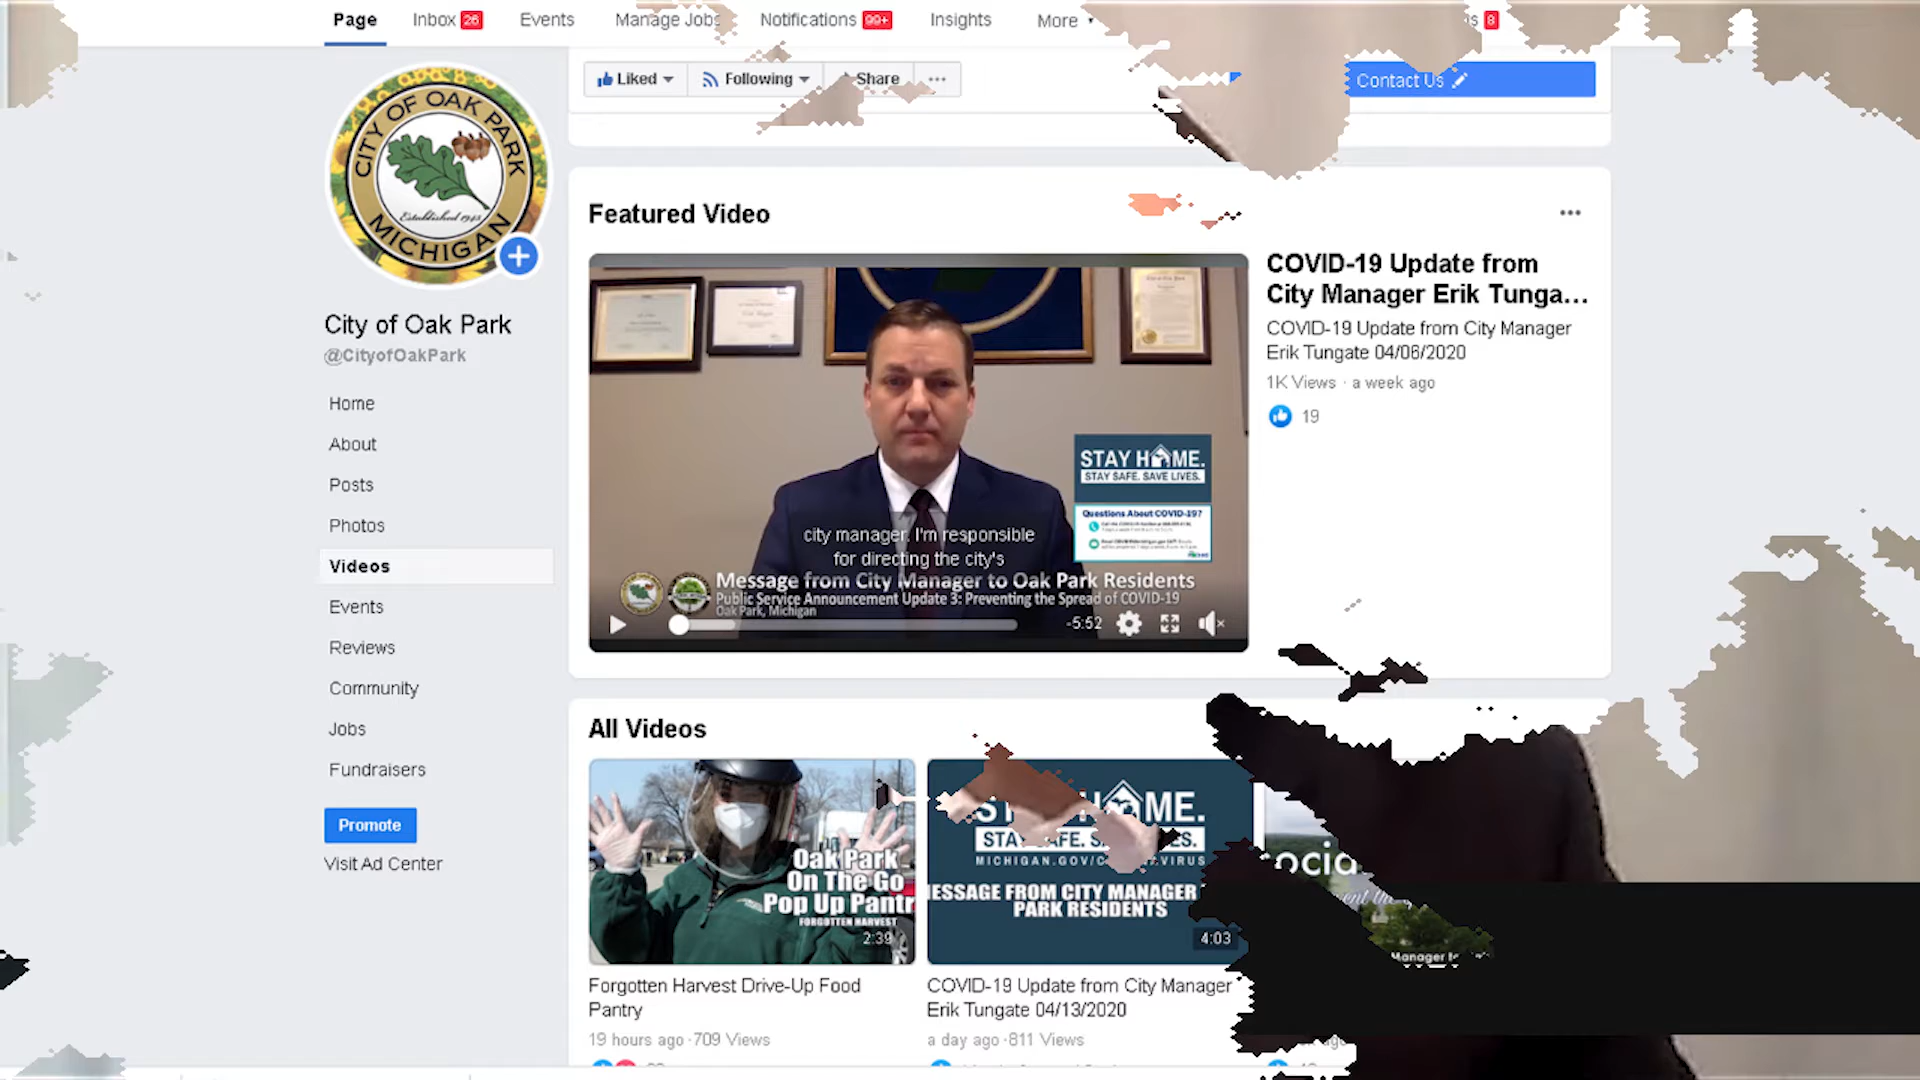 Page
Inbox 26
Events
Manage Jobs
Notifications 99+
Insights
More
8
Liked
Following
Share
Contact Us
CITY OF OAK PARK
Established 1945
MICHIGAN
City of Oak Park
@CityofOakPark
Home
About
Posts
Photos
Videos
Events
Reviews
Community
Jobs
Fundraisers
Promote
Visit Ad Center
Featured Video
STAY HOME.
STAY SAFE. SAVE LIVES.
Questions About COVID-19?
city manager. I'm responsible
for directing the city's
Message from City Manager to Oak Park Residents
Public Service Announcement Update 3: Preventing the Spread of COVID-19
Oak Park, Michigan
-5:52
COVID-19 Update from
City Manager Erik Tunga...
COVID-19 Update from City Manager
Erik Tungate 04/06/2020
1K Views · a week ago
19
All Videos
Oak Park
On The Go
Pop Up Pantr
FORGOTTEN HARVEST
2:39
Forgotten Harvest Drive-Up Food
Pantry
19 hours ago · 709 Views
HOME.
STAY SAFE.
MICHIGAN.GOV/
ESSAGE FROM CITY MANAGER
PARK RESIDENTS
4:03
COVID-19 Update from City Manager
Erik Tungate 04/13/2020
a day ago · 811 Views
ocia
Manager